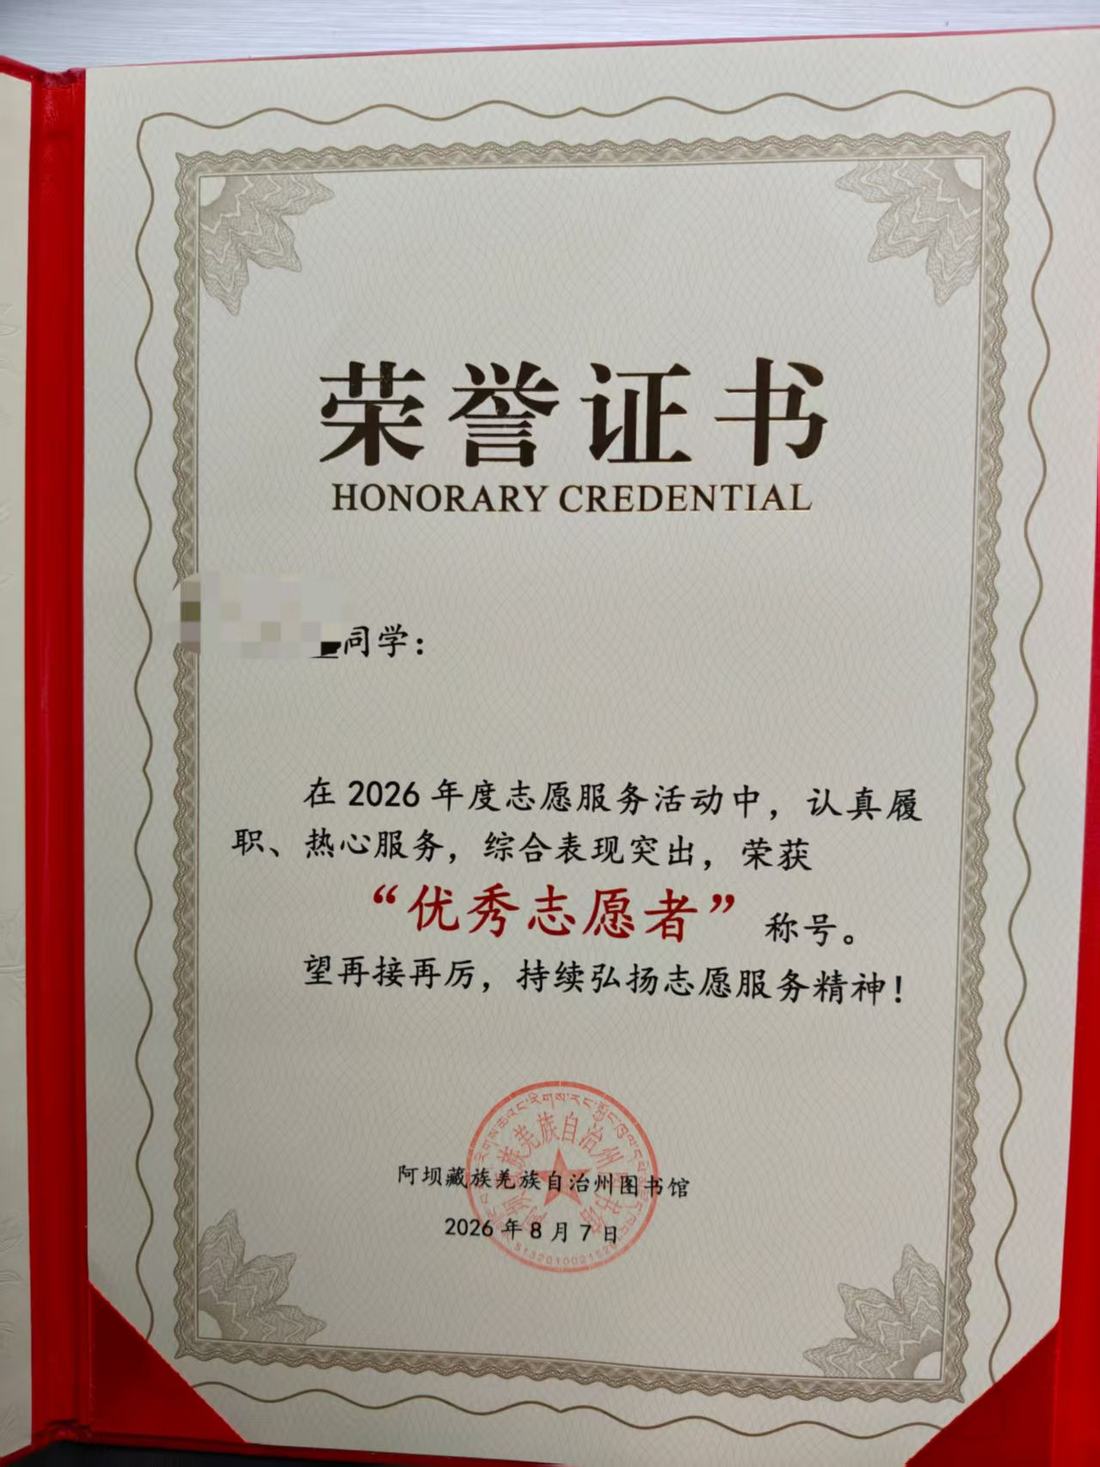 荣誉证书
HONORARY CREDENTIAL
同学：
在 2026 年度志愿服务活动中，认真履
职、热心服务，综合表现突出，荣获
“优秀志愿者”称号。
望再接再厉，持续弘扬志愿服务精神！
阿坝藏族羌族自治州图书馆
2026 年 8 月 7 日